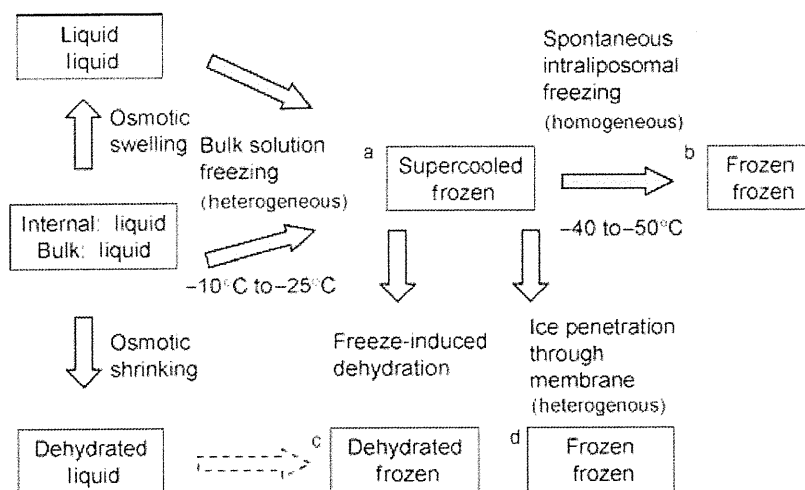 Liquid
liquid
Osmotic
swelling
Internal: liquid
Bulk: liquid
Osmotic
shrinking
Dehydrated
liquid
Bulk solution
freezing
(heterogeneous)
−10°C to−25°C
a
Supercooled
frozen
Spontaneous
intraliposomal
freezing
(homogeneous)
−40 to−50°C
b
Frozen
frozen
Freeze-induced
dehydration
Ice penetration
through
membrane
(heterogenous)
c
Dehydrated
frozen
d
Frozen
frozen